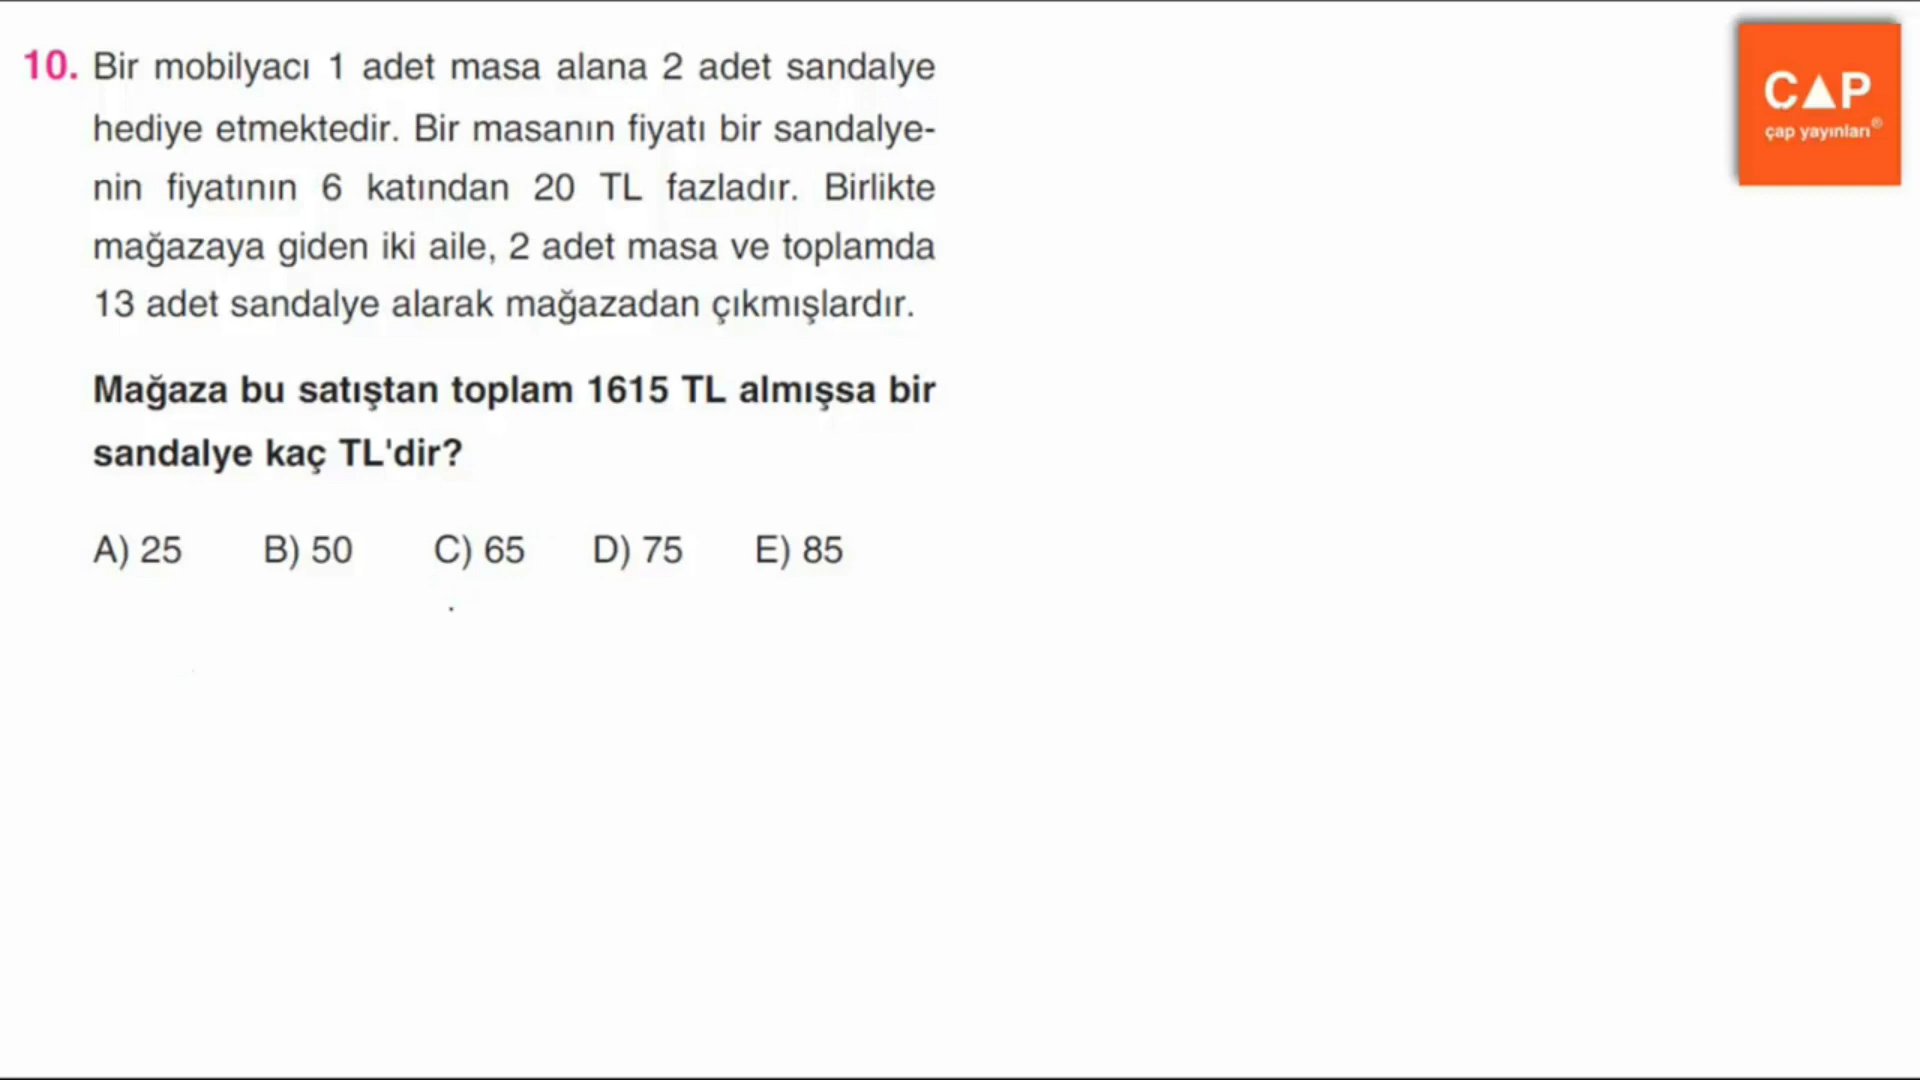 10. Bir mobilyacı 1 adet masa alana 2 adet sandalye
hediye etmektedir. Bir masanın fiyatı bir sandalye-
nin fiyatının 6 katından 20 TL fazladır. Birlikte
mağazaya giden iki aile, 2 adet masa ve toplamda
13 adet sandalye alarak mağazadan çıkmışlardır.
Mağaza bu satıştan toplam 1615 TL almışsa bir
sandalye kaç TL'dir?
A) 25 B) 50 C) 65 D) 75 E) 85
ÇAP
çap yayınları®